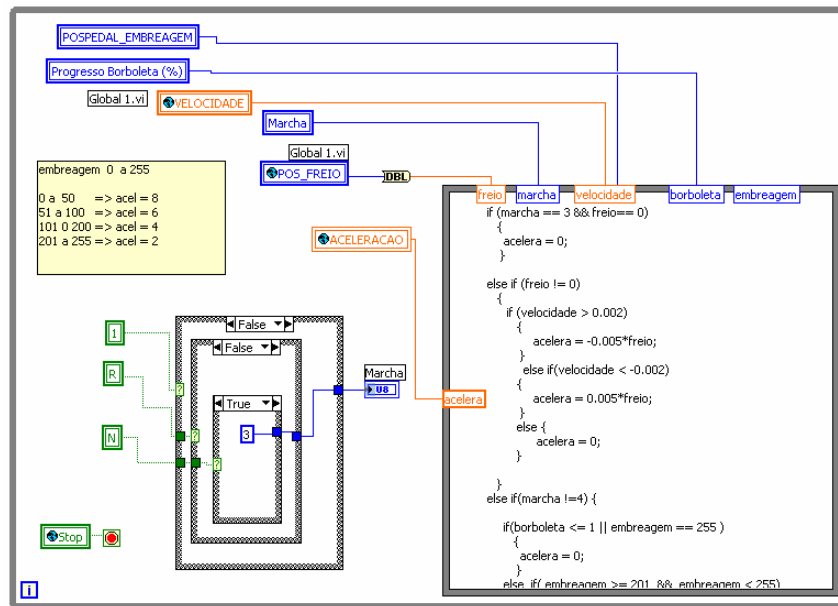 POSPEDAL_EMBREAGEM
Progresso Borboleta (%)
Global 1.vi
VELOCIDADE
Marcha
Global 1.vi
POS_FREIO
DBL
embreagem 0 a 255
0 a 50 => acel = 8
51 a 100 => acel = 6
101 0 200 => acel = 4
201 a 255 => acel = 2
ACELERACAO
freio
marcha
velocidade
borboleta
embreagem
acelera
if (marcha == 3 && freio== 0)
{
acelera = 0;
}
else if (freio != 0)
{
if (velocidade > 0.002)
{
acelera = -0.005*freio;
}
else if(velocidade < -0.002)
{
acelera = 0.005*freio;
}
else {
acelera = 0;
}
}
else if(marcha !=4) {
if(borboleta <= 1 || embreagem == 255 )
{
acelera = 0;
}
else if( embreagem >= 201 && embreagem < 255)
False
False
True
1
R
N
?
?
?
3
Marcha
U8
Stop
i